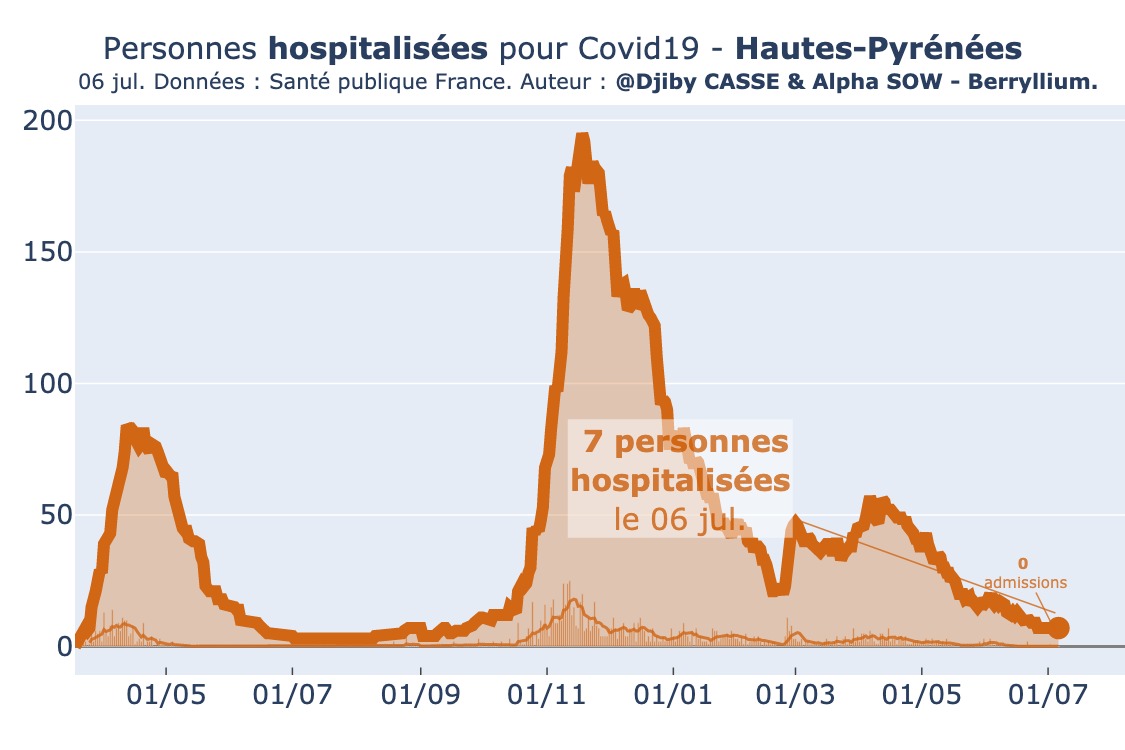 Personnes hospitalisées pour Covid19 - Hautes-Pyrénées
06 jul. Données : Santé publique France. Auteur : @Djiby CASSE & Alpha SOW - Berryllium.
200
150
100
50
0
7 personnes
hospitalisées
le 06 jul.
0
admissions
01/05 01/07 01/09 01/11 01/01 01/03 01/05 01/07